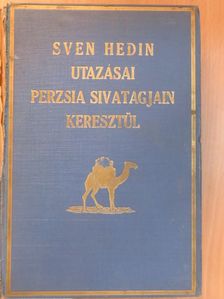 SVEN HEDIN
UTAZÁSAI
PERZSIA SIVATAGJAIN
KERESZTÜL